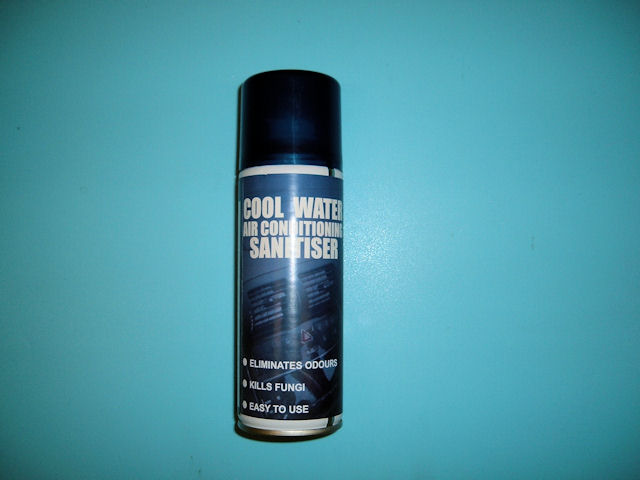 COOL WATER
AIR CONDITIONING
SANITISER
ELIMINATES ODOURS
KILLS FUNGI
EASY TO USE